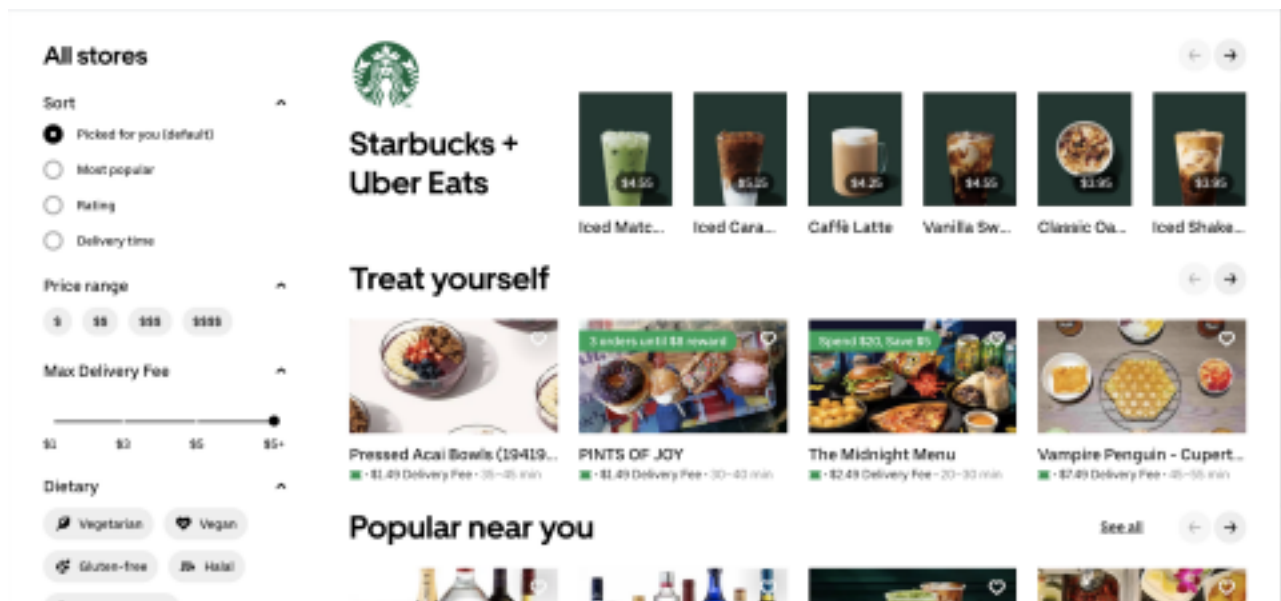 All stores
Sort
Picked for you (default)
Most popular
Rating
Delivery time
Price range
$ $$ $$$ $$$$
Max Delivery Fee
$1 $3 $5 $5+
Dietary
Vegetarian Vegan
Gluten-free Halal
Starbucks +
Uber Eats
$4.55 $5.25 $4.25 $4.55 $3.95 $3.95
Iced Matc... Iced Cara... Caffè Latte Vanilla Sw... Classic Oa... Iced Shake...
Treat yourself
3 orders until $8 reward
Spend $20, Save $5
Pressed Acai Bowls (19419...
$1.49 Delivery Fee • 35–45 min
PINTS OF JOY
$1.49 Delivery Fee • 30–40 min
The Midnight Menu
$2.49 Delivery Fee • 20–30 min
Vampire Penguin - Cupert...
$7.49 Delivery Fee • 45–55 min
Popular near you
See all